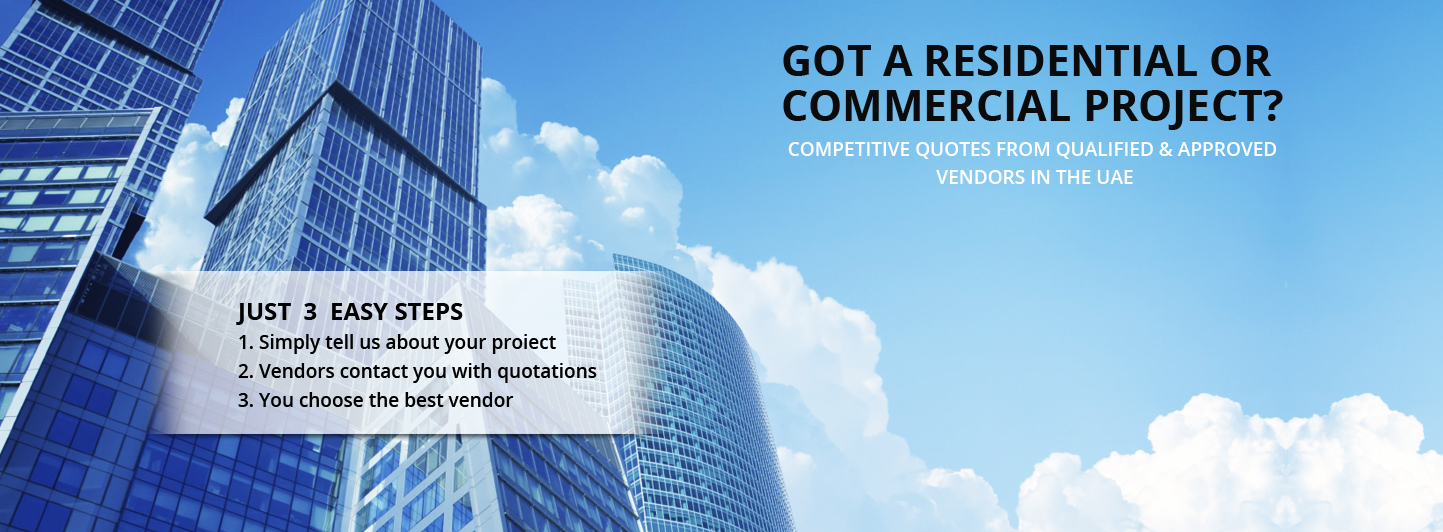 GOT A RESIDENTIAL OR
COMMERCIAL PROJECT?
COMPETITIVE QUOTES FROM QUALIFIED & APPROVED
VENDORS IN THE UAE
JUST 3 EASY STEPS
1. Simply tell us about your proiect
2. Vendors contact you with quotations
3. You choose the best vendor